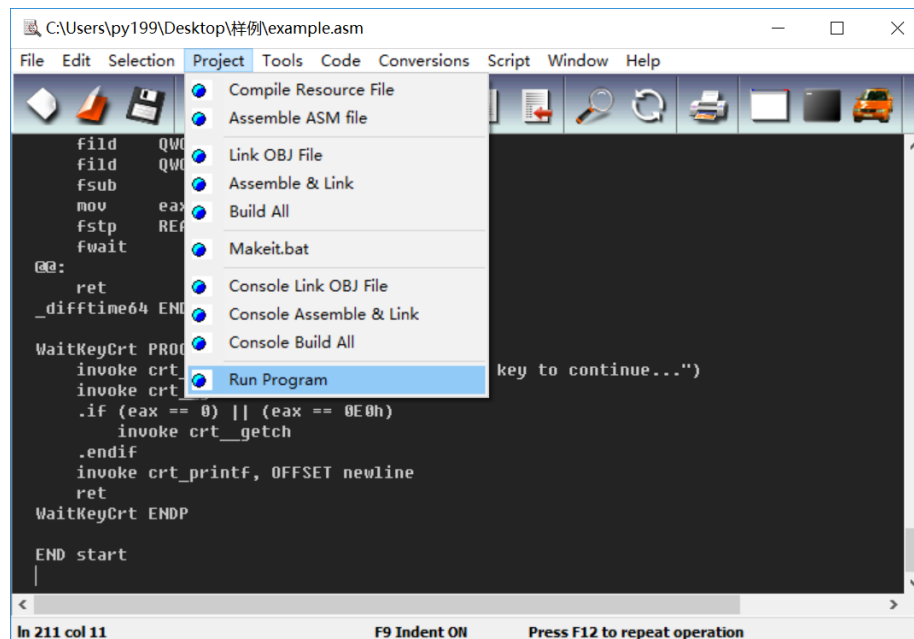 C:\Users\py199\Desktop\样例\example.asm
File Edit Selection Project Tools Code Conversions Script Window Help
Compile Resource File
Assemble ASM file
Link OBJ File
Assemble & Link
Build All
Makeit.bat
Console Link OBJ File
Console Assemble & Link
Console Build All
Run Program
fild
fild
fsub
mov
fstp
fwait
@@:
ret
_difftime64
WaitKeyCrt
invoke key to continue...")
invoke
.if (eax == 0) || (eax == 0E0h)
invoke crt__getch
.endif
invoke crt_printf, OFFSET newline
ret
WaitKeyCrt ENDP
END start
ln 211 col 11 F9 Indent ON Press F12 to repeat operation